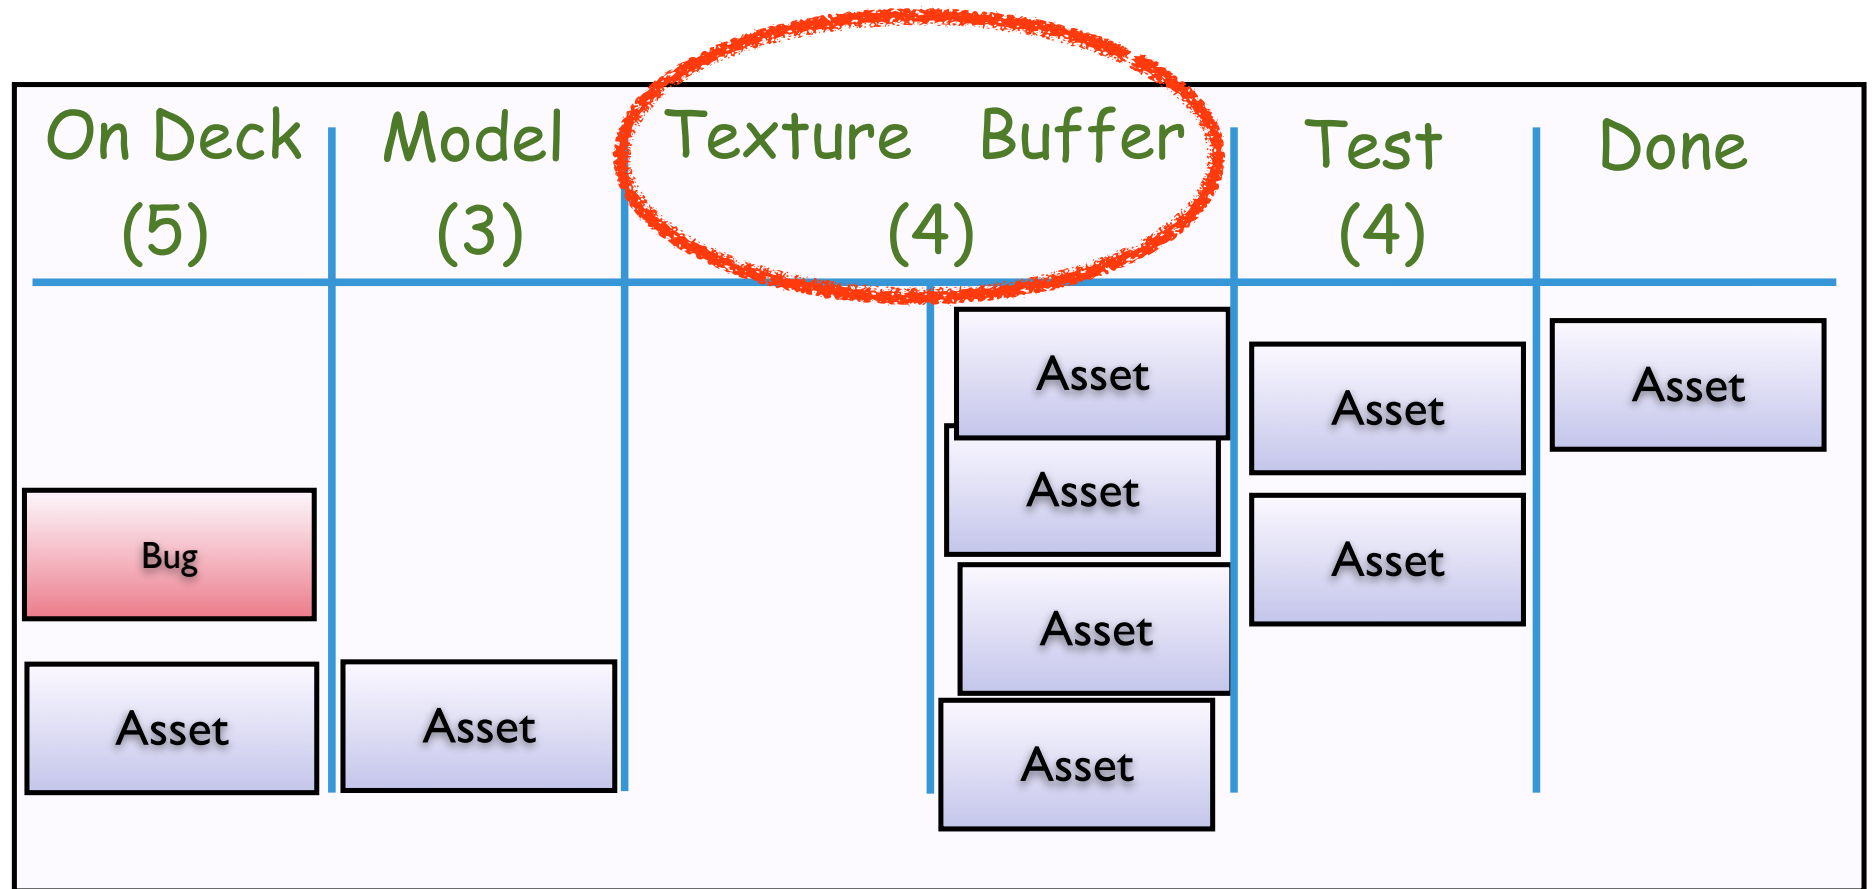 On Deck Model Texture Buffer Test Done
(5) (3) (4) (4)
Asset
Asset
Asset
Asset
Asset
Bug
Asset
Asset
Asset
Asset
Asset